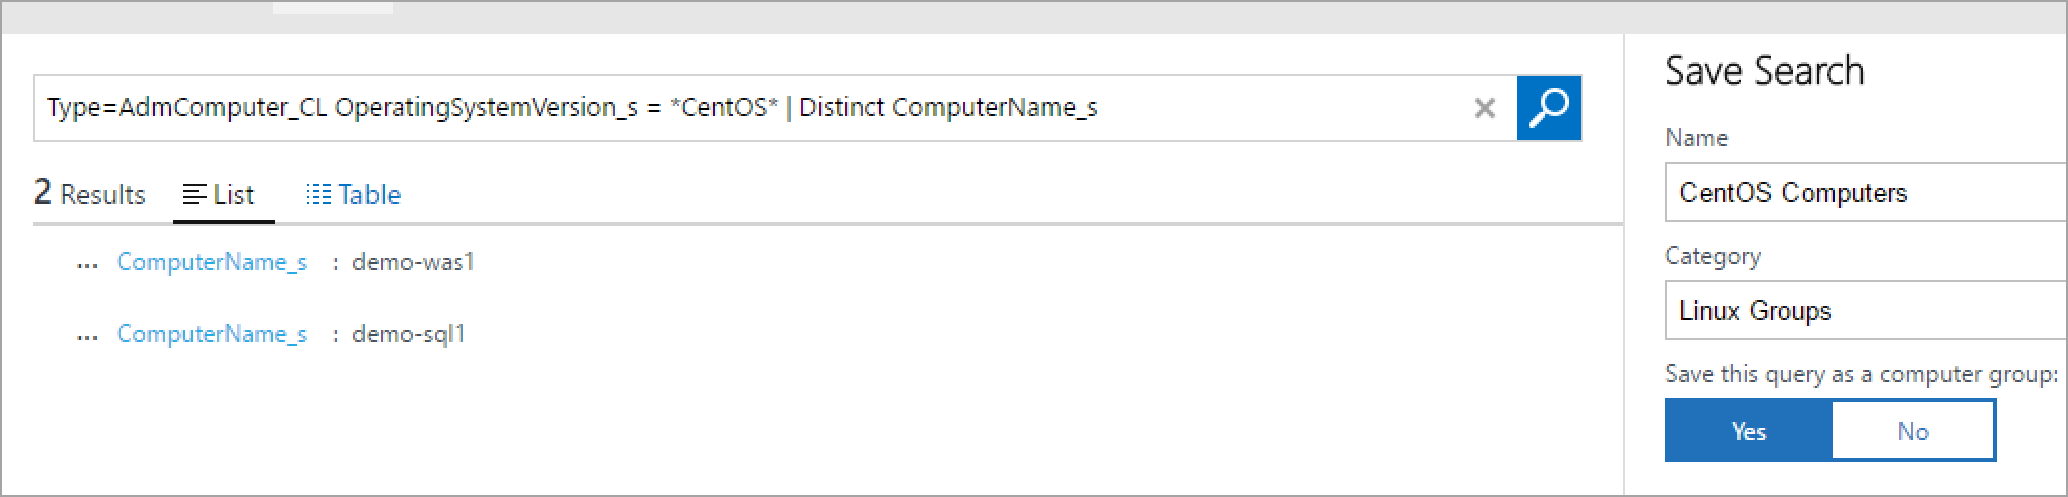 Type=AdmComputer_CL OperatingSystemVersion_s = *CentOS* | Distinct ComputerName_s
2 Results List Table
... ComputerName_s : demo-was1
... ComputerName_s : demo-sql1
Save Search
Name
CentOS Computers
Category
Linux Groups
Save this query as a computer group:
Yes No